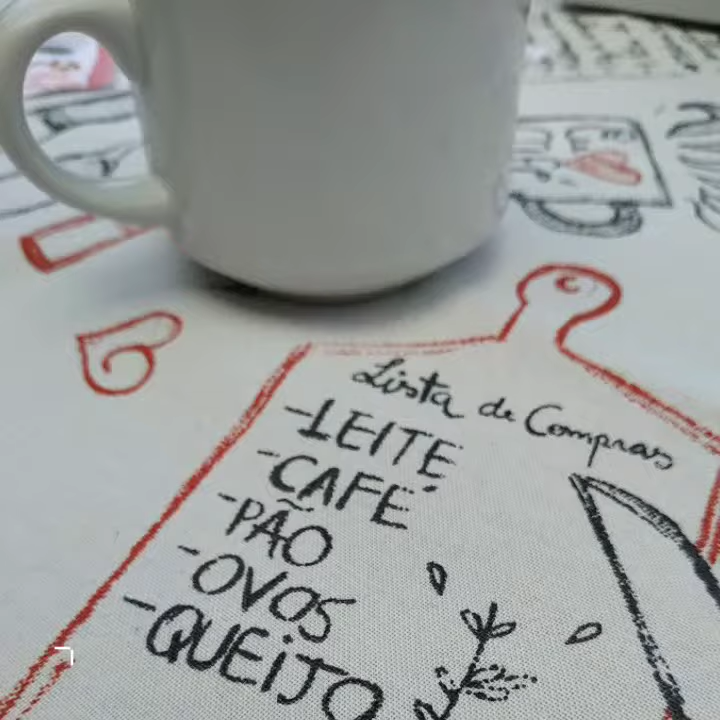 Lista de Compras
-LEITE
-CAFÉ
-PÃO
-OVOS
-QUEIJO